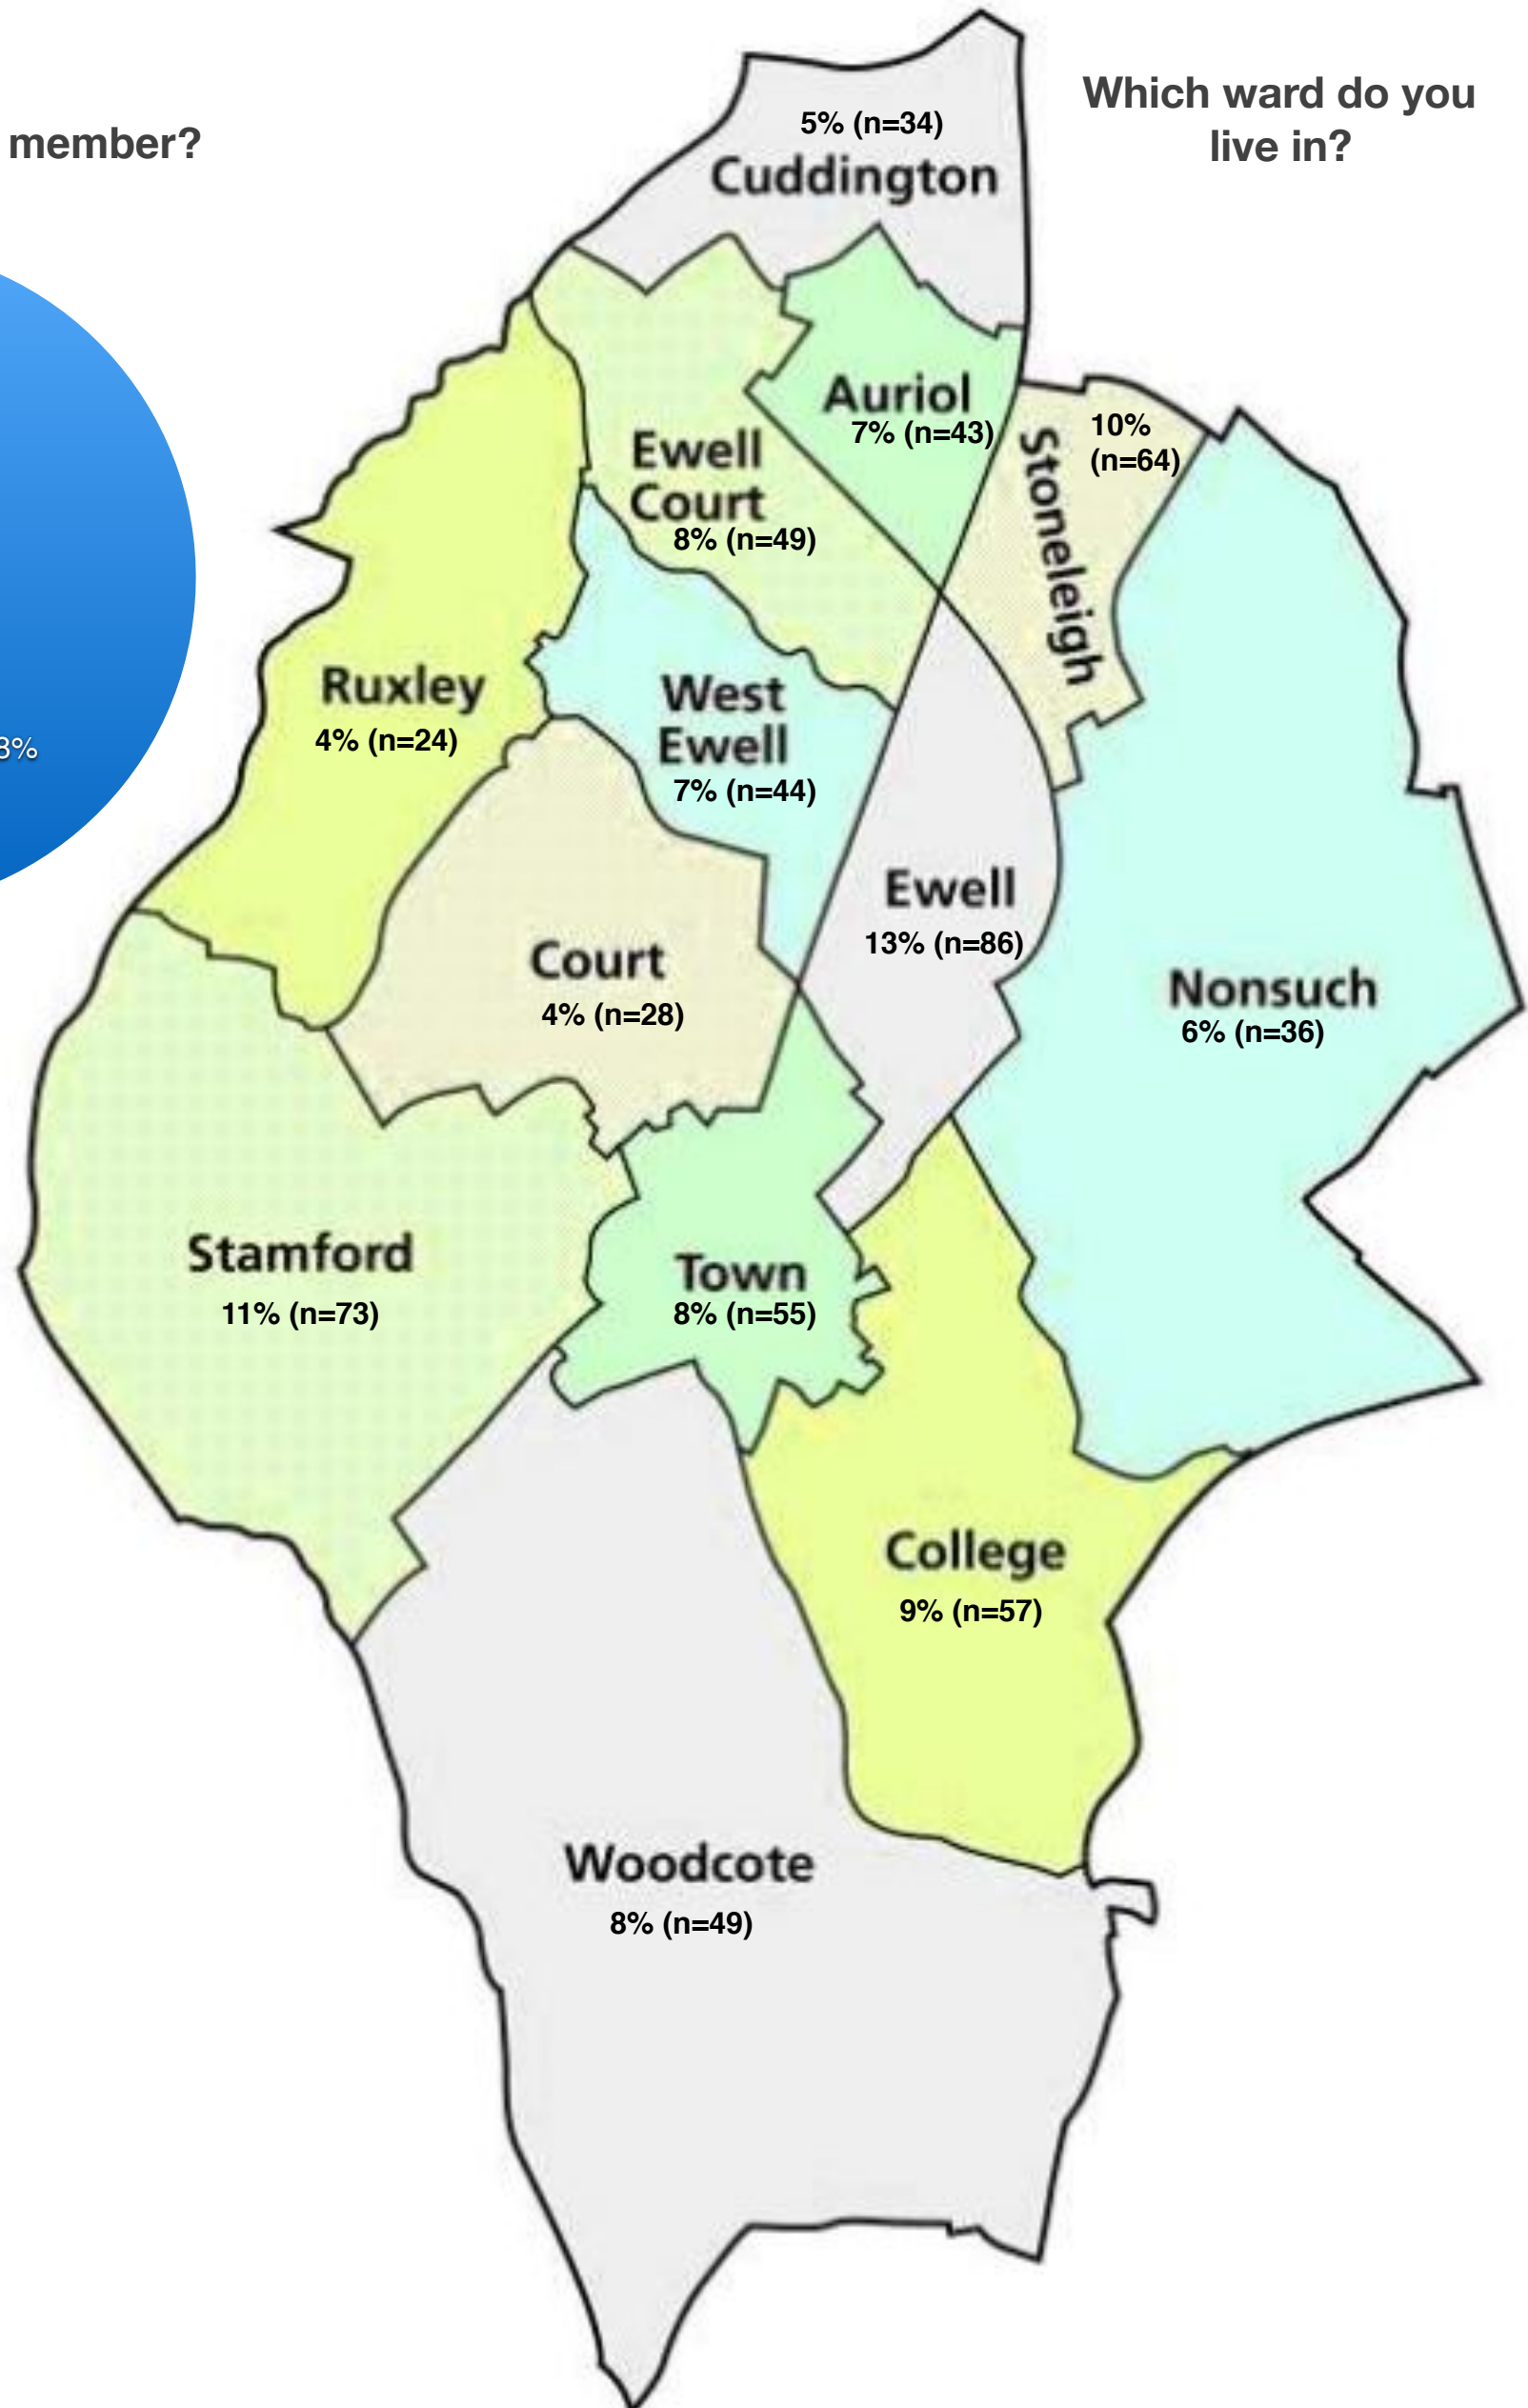 member?
8%
Which ward do you
live in?
5% (n=34)
Cuddington
Auriol
7% (n=43)
10%
(n=64)
Stoneleigh
Ewell
Court
8% (n=49)
Ruxley
4% (n=24)
West
Ewell
7% (n=44)
Ewell
13% (n=86)
Court
4% (n=28)
Nonsuch
6% (n=36)
Stamford
11% (n=73)
Town
8% (n=55)
College
9% (n=57)
Woodcote
8% (n=49)